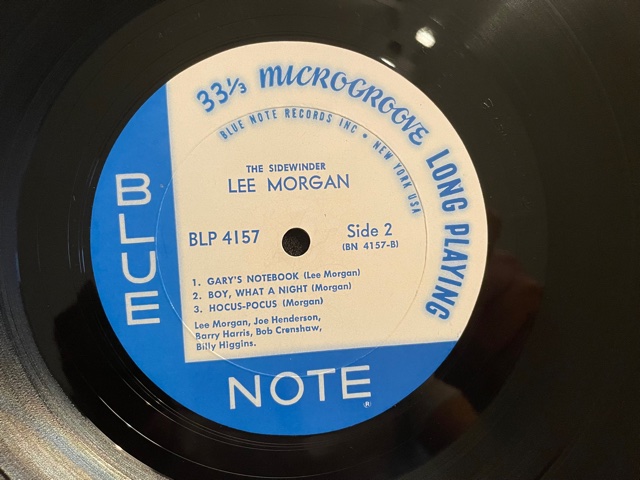 33⅓ MICROGROOVE LONG PLAYING
BLUE NOTE RECORDS INC • NEW YORK USA
THE SIDEWINDER
LEE MORGAN
BLP 4157 Side 2
(BN 4157-B)
1. GARY'S NOTEBOOK (Lee Morgan)
2. BOY, WHAT A NIGHT (Morgan)
3. HOCUS-POCUS (Morgan)
Lee Morgan, Joe Henderson,
Barry Harris, Bob Crenshaw,
Billy Higgins.
BLUE
NOTE ®